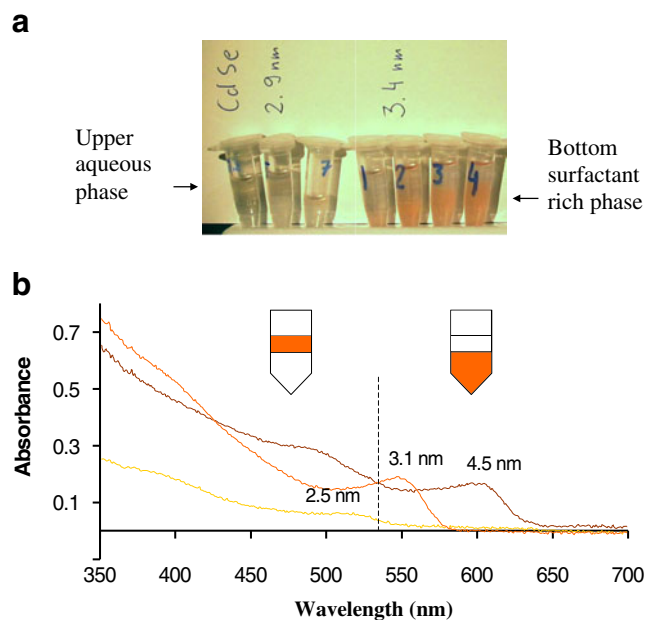 a
CdSe
2.9nm
3.4 nm
Upper
aqueous
phase
7
1
2
3
4
Bottom
surfactant
rich phase
b
0.7
0.5
0.3
0.1
Absorbance
2.5 nm
3.1 nm
4.5 nm
350
400
450
500
550
600
650
700
Wavelength (nm)